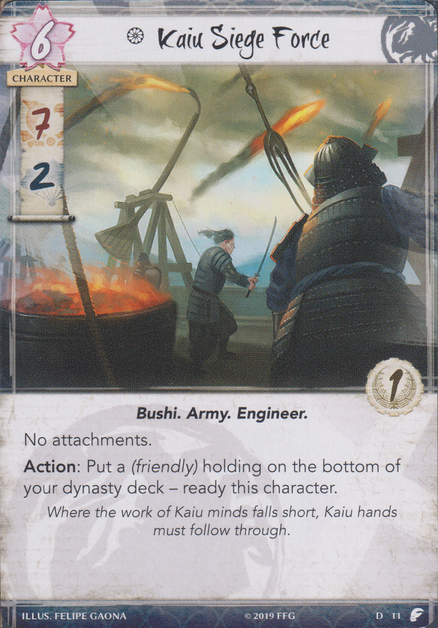 6
Kaiu Siege Force
CHARACTER
7
2
1
Bushi. Army. Engineer.
No attachments.
Action: Put a (friendly) holding on the bottom of
your dynasty deck – ready this character.
Where the work of Kaiu minds falls short, Kaiu hands
must follow through.
ILLUS. FELIPE GAONA
© 2019 FFG
D 11